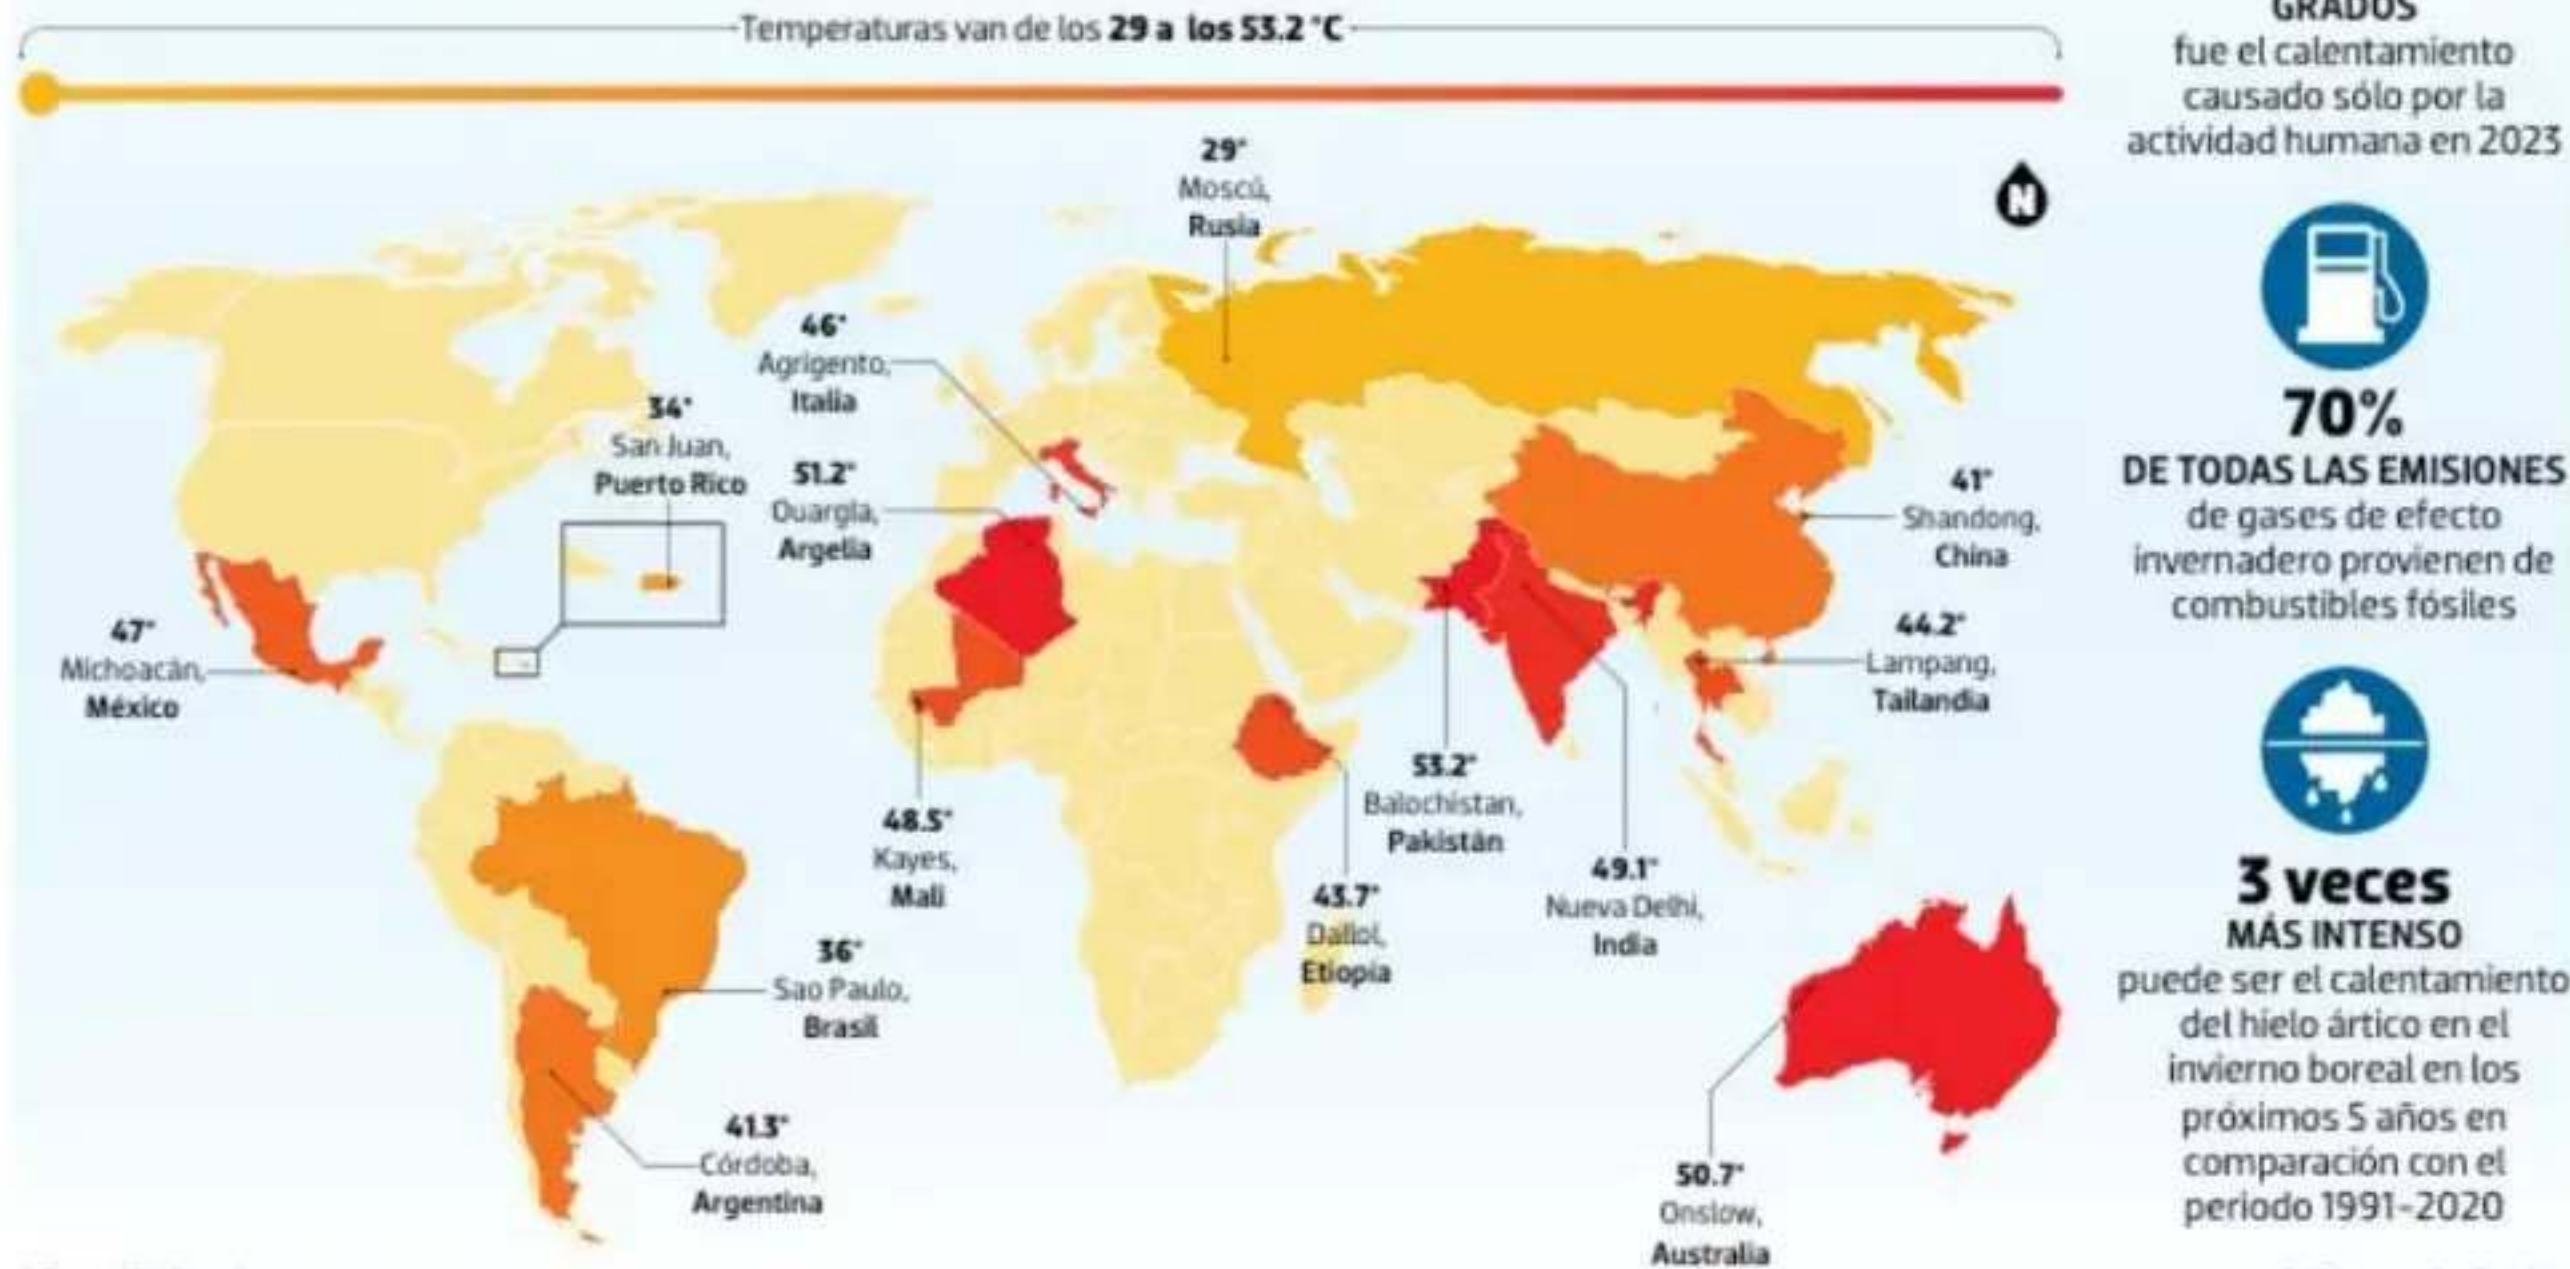 Temperaturas van de los 29 a los 53.2 °C
29°
Moscú,
Rusia
N
46°
Agrigento,
Italia
34°
San Juan,
Puerto Rico
51.2°
Ouargla,
Argelia
41°
Shandong,
China
47°
Michoacán,
México
44.2°
Lampang,
Tailandia
53.2°
Balochistan,
Pakistán
48.5°
Kayes,
Mali
49.1°
Nueva Delhi,
India
43.7°
Dallol,
Etiopía
36°
Sao Paulo,
Brasil
41.3°
Córdoba,
Argentina
50.7°
Onslow,
Australia
GRADOS
fue el calentamiento
causado sólo por la
actividad humana en 2023
70%
DE TODAS LAS EMISIONES
de gases de efecto
invernadero provienen de
combustibles fósiles
3 veces
MÁS INTENSO
puede ser el calentamiento
del hielo ártico en el
invierno boreal en los
próximos 5 años en
comparación con el
periodo 1991-2020